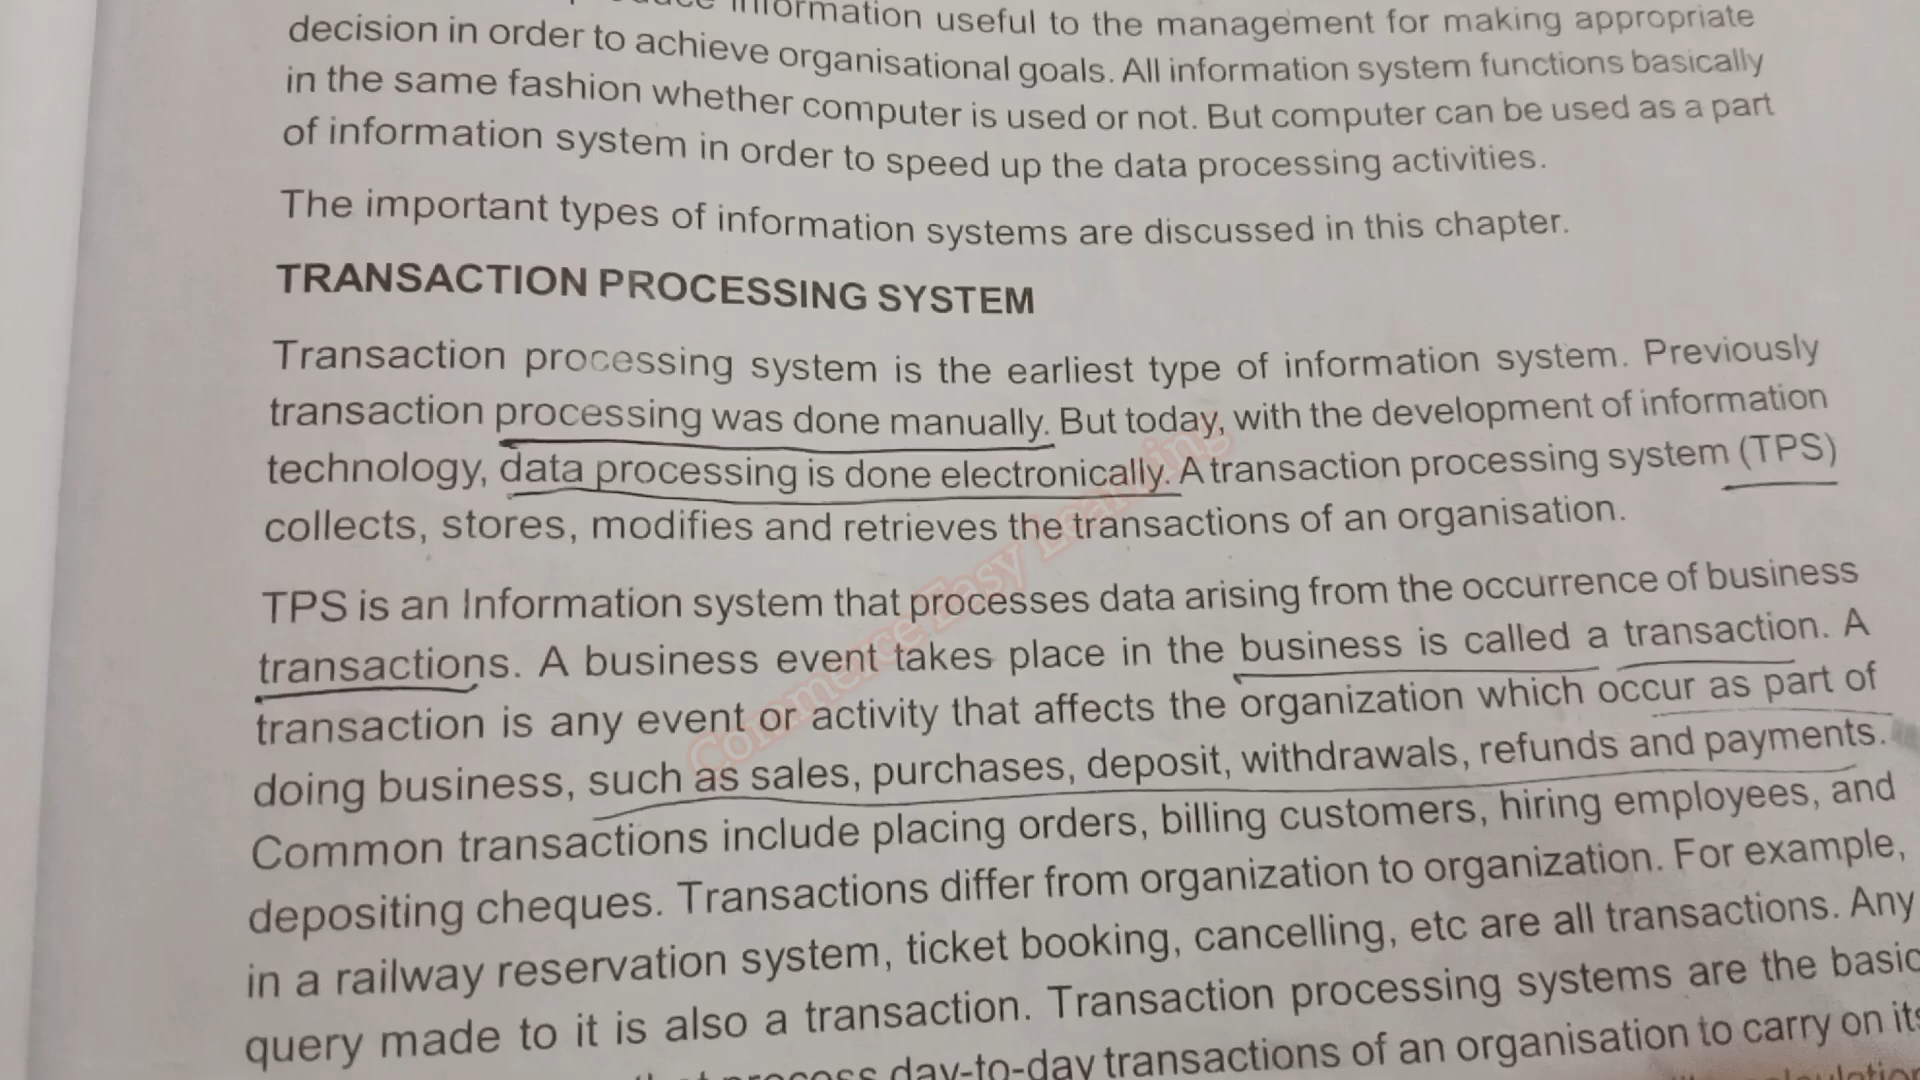 information useful to the management for making appropriate
decision in order to achieve organisational goals. All information system functions basically
in the same fashion whether computer is used or not. But computer can be used as a part
of information system in order to speed up the data processing activities.
The important types of information systems are discussed in this chapter.
TRANSACTION PROCESSING SYSTEM
Transaction processing system is the earliest type of information system. Previously
transaction processing was done manually. But today, with the development of information
technology, data processing is done electronically. A transaction processing system (TPS)
collects, stores, modifies and retrieves the transactions of an organisation.
TPS is an Information system that processes data arising from the occurrence of business
transactions. A business event takes place in the business is called a transaction. A
transaction is any event or activity that affects the organization which occur as part of
doing business, such as sales, purchases, deposit, withdrawals, refunds and payments.
Common transactions include placing orders, billing customers, hiring employees, and
depositing cheques. Transactions differ from organization to organization. For example,
in a railway reservation system, ticket booking, cancelling, etc are all transactions. Any
query made to it is also a transaction. Transaction processing systems are the basic
process day-to-day transactions of an organisation to carry on its
Commerce Easy Learning